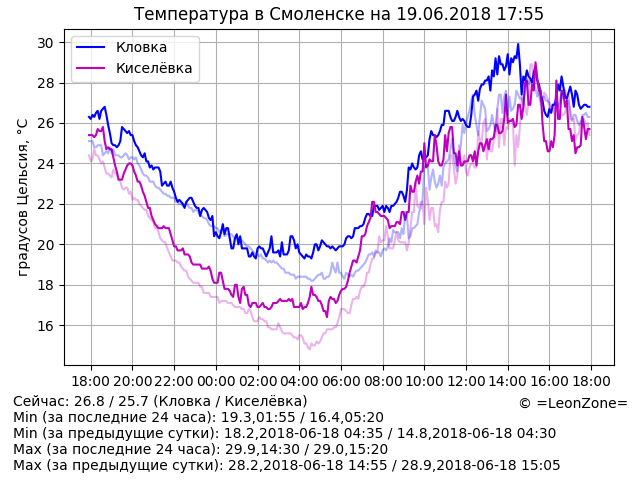 Температура в Смоленске на 19.06.2018 17:55
Кловка
Киселёвка
градусов Цельсия, °C
30
28
26
24
22
20
18
16
18:00 20:00 22:00 00:00 02:00 04:00 06:00 08:00 10:00 12:00 14:00 16:00 18:00
Сейчас: 26.8 / 25.7 (Кловка / Киселёвка)
© =LeonZone=
Min (за последние 24 часа): 19.3,01:55 / 16.4,05:20
Min (за предыдущие сутки): 18.2,2018-06-18 04:35 / 14.8,2018-06-18 04:30
Max (за последние 24 часа): 29.9,14:30 / 29.0,15:20
Max (за предыдущие сутки): 28.2,2018-06-18 14:55 / 28.9,2018-06-18 15:05